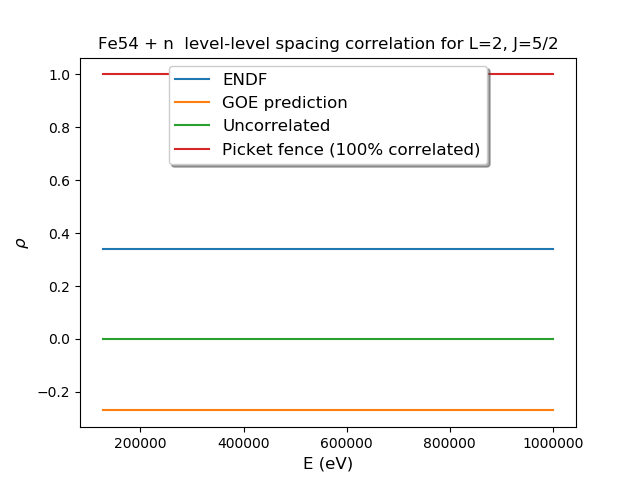 Fe54 + n  level-level spacing correlation for L=2, J=5/2
ENDF
GOE prediction
Uncorrelated
Picket fence (100% correlated)
1.0
0.8
0.6
0.4
0.2
0.0
−0.2
ρ
200000 400000 600000 800000 1000000
E (eV)